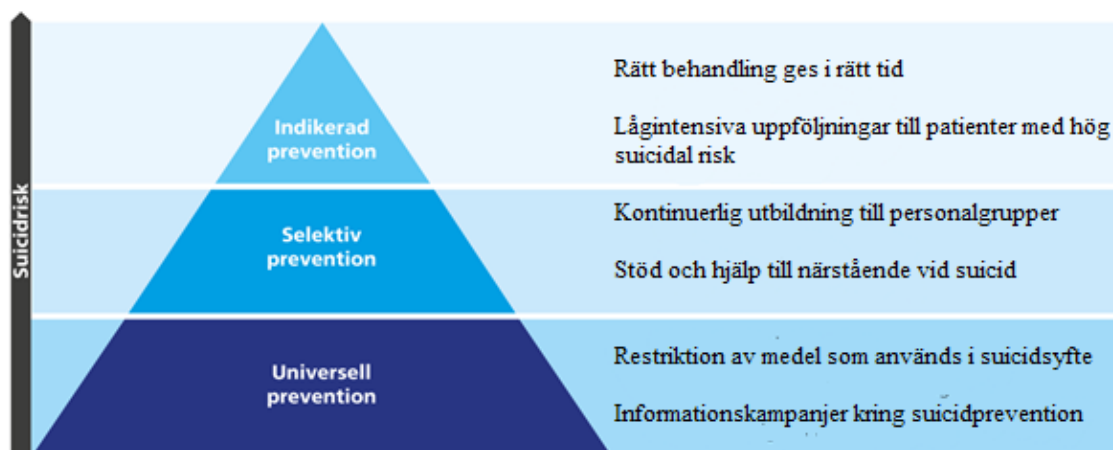 Suicidrisk
Indikerad
prevention
Rätt behandling ges i rätt tid
Lågintensiva uppföljningar till patienter med hög
suicidal risk
Selektiv
prevention
Kontinuerlig utbildning till personalgrupper
Stöd och hjälp till närstående vid suicid
Universell
prevention
Restriktion av medel som används i suicidsyfte
Informationskampanjer kring suicidprevention